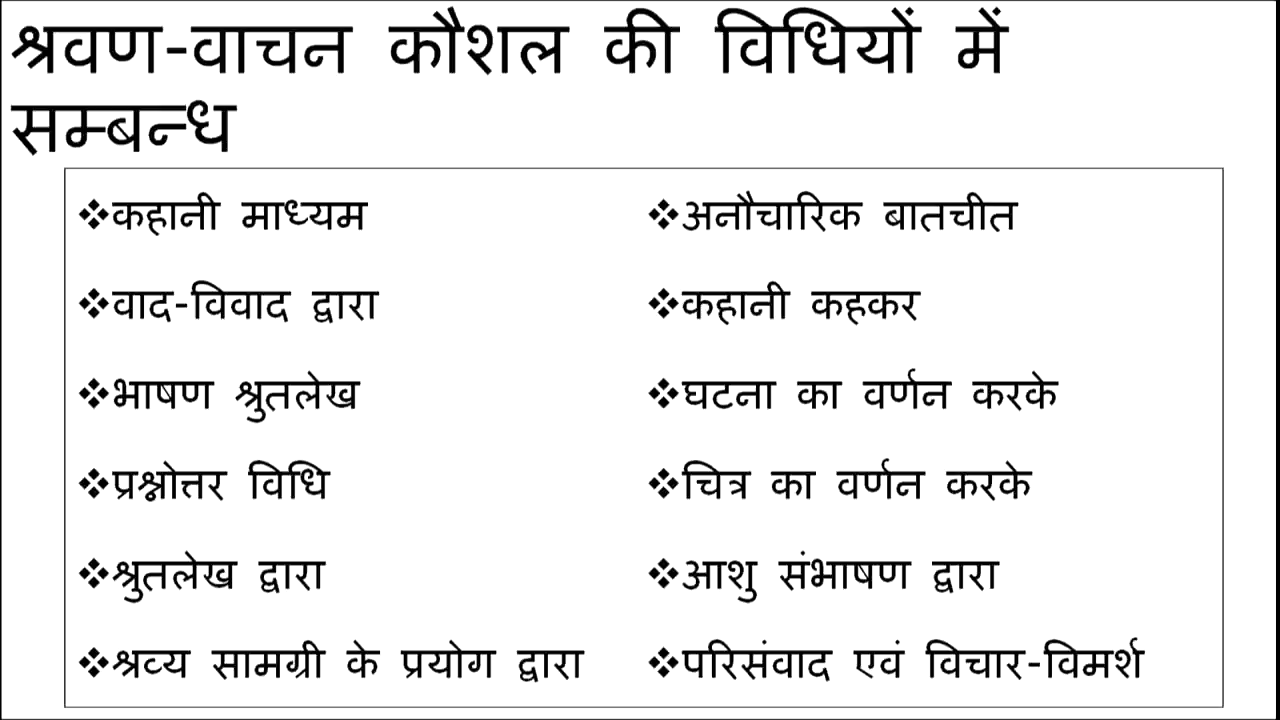 श्रवण-वाचन कौशल की विधियों में
सम्बन्ध
❖कहानी माध्यम
❖वाद-विवाद द्वारा
❖भाषण श्रुतलेख
❖प्रश्नोत्तर विधि
❖श्रुतलेख द्वारा
❖श्रव्य सामग्री के प्रयोग द्वारा
❖अनौचारिक बातचीत
❖कहानी कहकर
❖घटना का वर्णन करके
❖चित्र का वर्णन करके
❖आशु संभाषण द्वारा
❖परिसंवाद एवं विचार-विमर्श